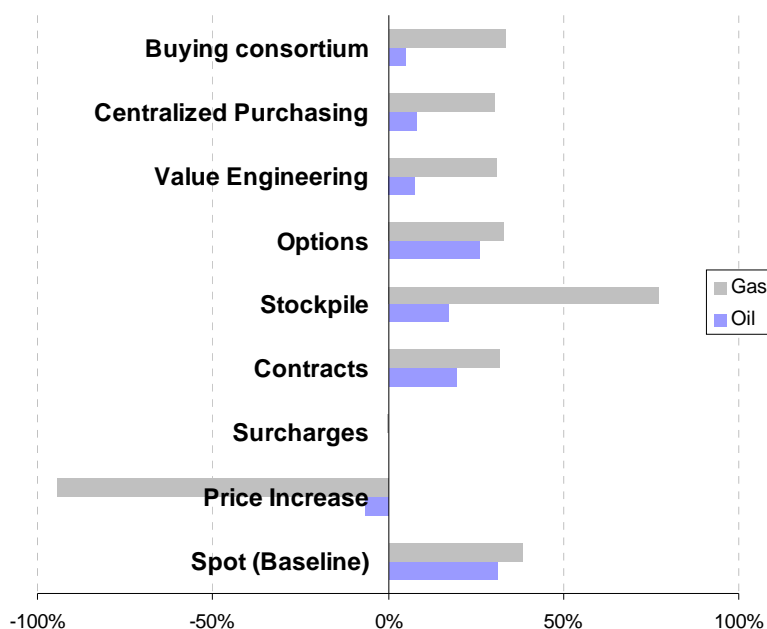 Buying consortium
Centralized Purchasing
Value Engineering
Options
Stockpile
Gas
Oil
Contracts
Surcharges
Price Increase
Spot (Baseline)
-100% -50% 0% 50% 100%